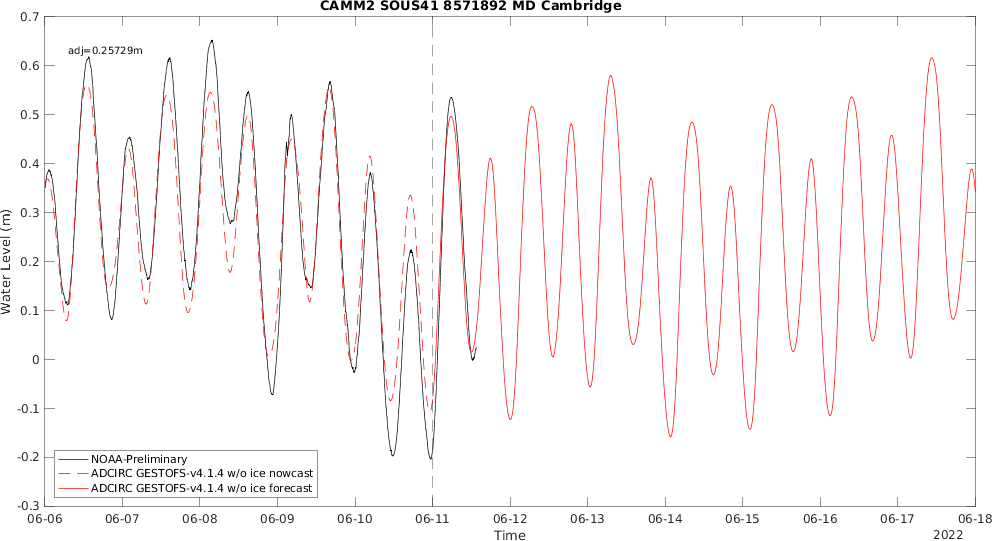 CAMM2 SOUS41 8571892 MD Cambridge
adj=0.25729m
0.7
0.6
0.5
0.4
0.3
0.2
0.1
0
-0.1
-0.2
-0.3
Water Level (m)
NOAA-Preliminary
ADCIRC GESTOFS-v4.1.4 w/o ice nowcast
ADCIRC GESTOFS-v4.1.4 w/o ice forecast
06-06 06-07 06-08 06-09 06-10 06-11 06-12 06-13 06-14 06-15 06-16 06-17 06-18
Time
2022